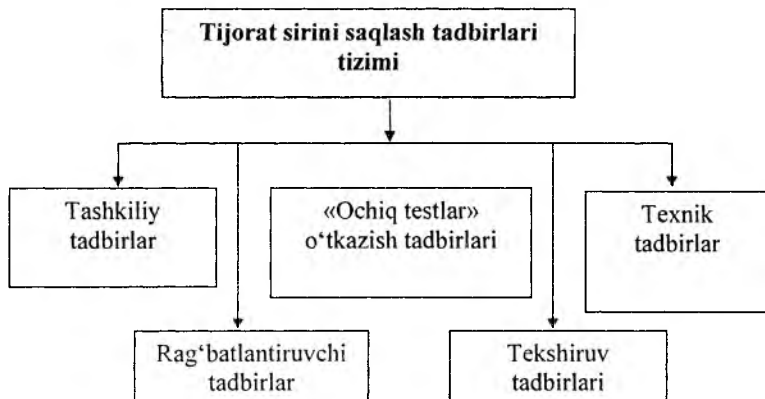 Tijorat sirini saqlash tadbirlari
tizimi
Tashkiliy
tadbirlar
«Ochiq testlar»
o‘tkazish tadbirlari
Texnik
tadbirlar
Rag‘batlantiruvchi
tadbirlar
Tekshiruv
tadbirlari